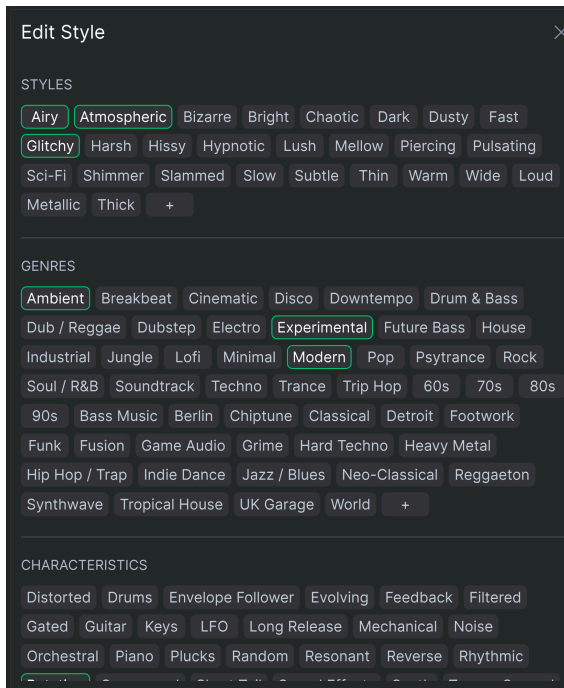 Edit Style
STYLES
Airy Atmospheric Bizarre Bright Chaotic Dark Dusty Fast
Glitchy Harsh Hissy Hypnotic Lush Mellow Piercing Pulsating
Sci-Fi Shimmer Slammed Slow Subtle Thin Warm Wide Loud
Metallic Thick +
GENRES
Ambient Breakbeat Cinematic Disco Downtempo Drum & Bass
Dub / Reggae Dubstep Electro Experimental Future Bass House
Industrial Jungle Lofi Minimal Modern Pop Psytrance Rock
Soul / R&B Soundtrack Techno Trance Trip Hop 60s 70s 80s
90s Bass Music Berlin Chiptune Classical Detroit Footwork
Funk Fusion Game Audio Grime Hard Techno Heavy Metal
Hip Hop / Trap Indie Dance Jazz / Blues Neo-Classical Reggaeton
Synthwave Tropical House UK Garage World +
CHARACTERISTICS
Distorted Drums Envelope Follower Evolving Feedback Filtered
Gated Guitar Keys LFO Long Release Mechanical Noise
Orchestral Piano Plucks Random Resonant Reverse Rhythmic